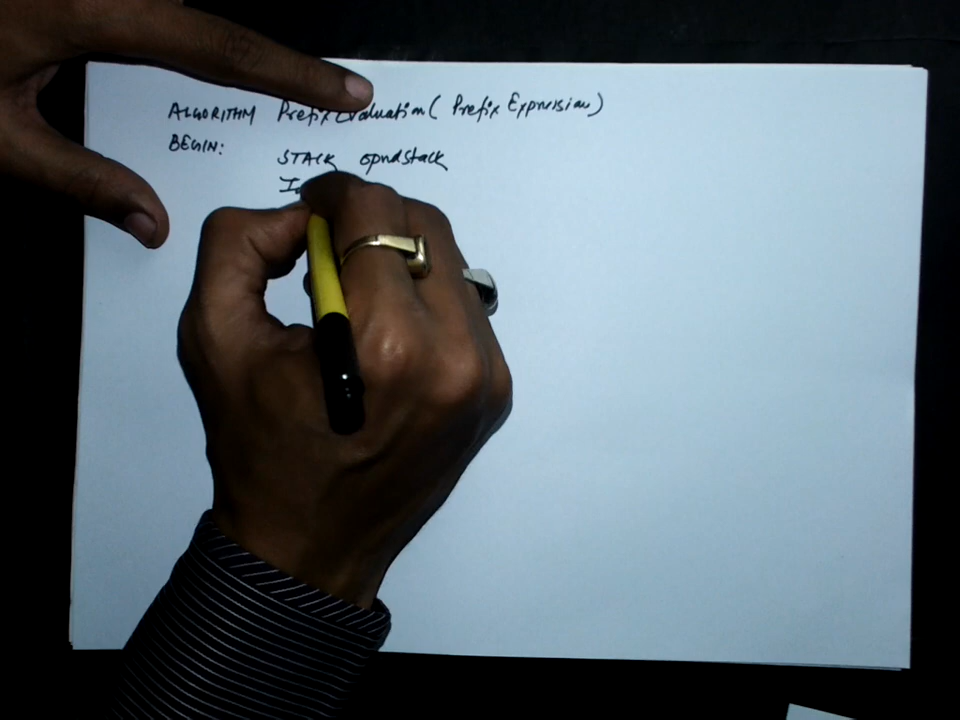 ALGORITHM Prefix Evaluation ( Prefix Expression )
BEGIN:
STACK opndstack